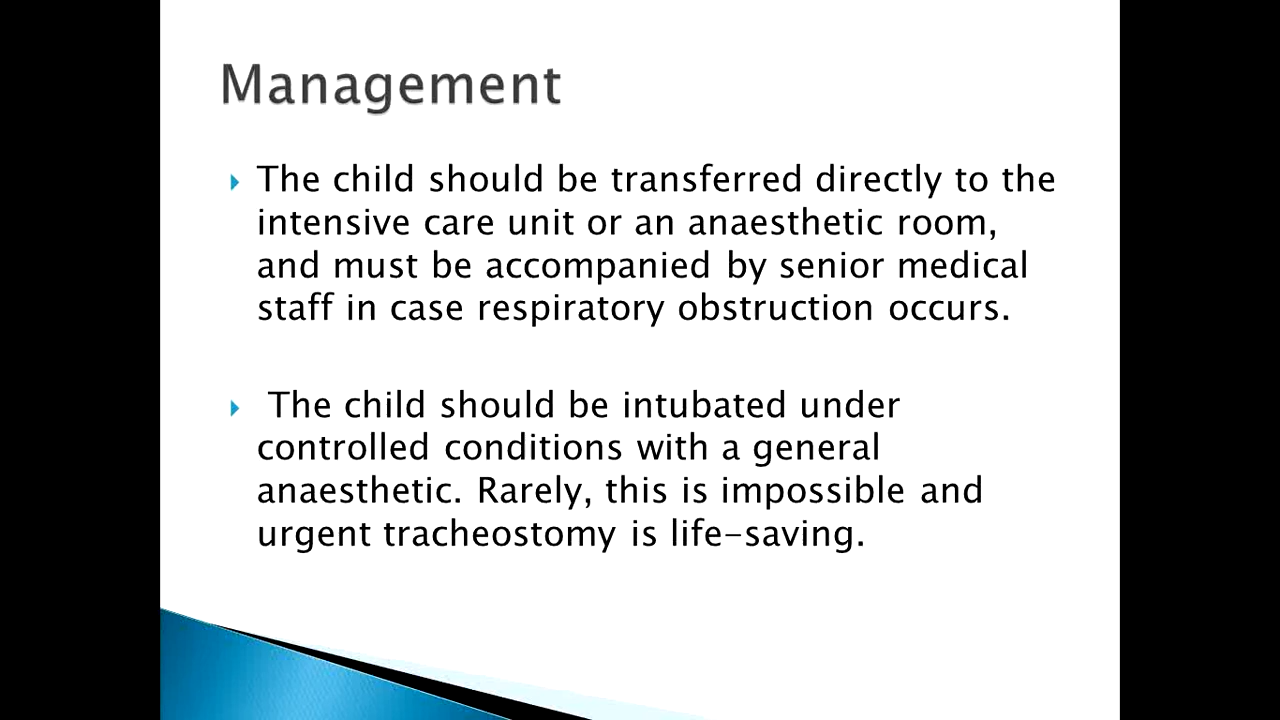 Management
The child should be transferred directly to the
intensive care unit or an anaesthetic room,
and must be accompanied by senior medical
staff in case respiratory obstruction occurs.
The child should be intubated under
controlled conditions with a general
anaesthetic. Rarely, this is impossible and
urgent tracheostomy is life-saving.